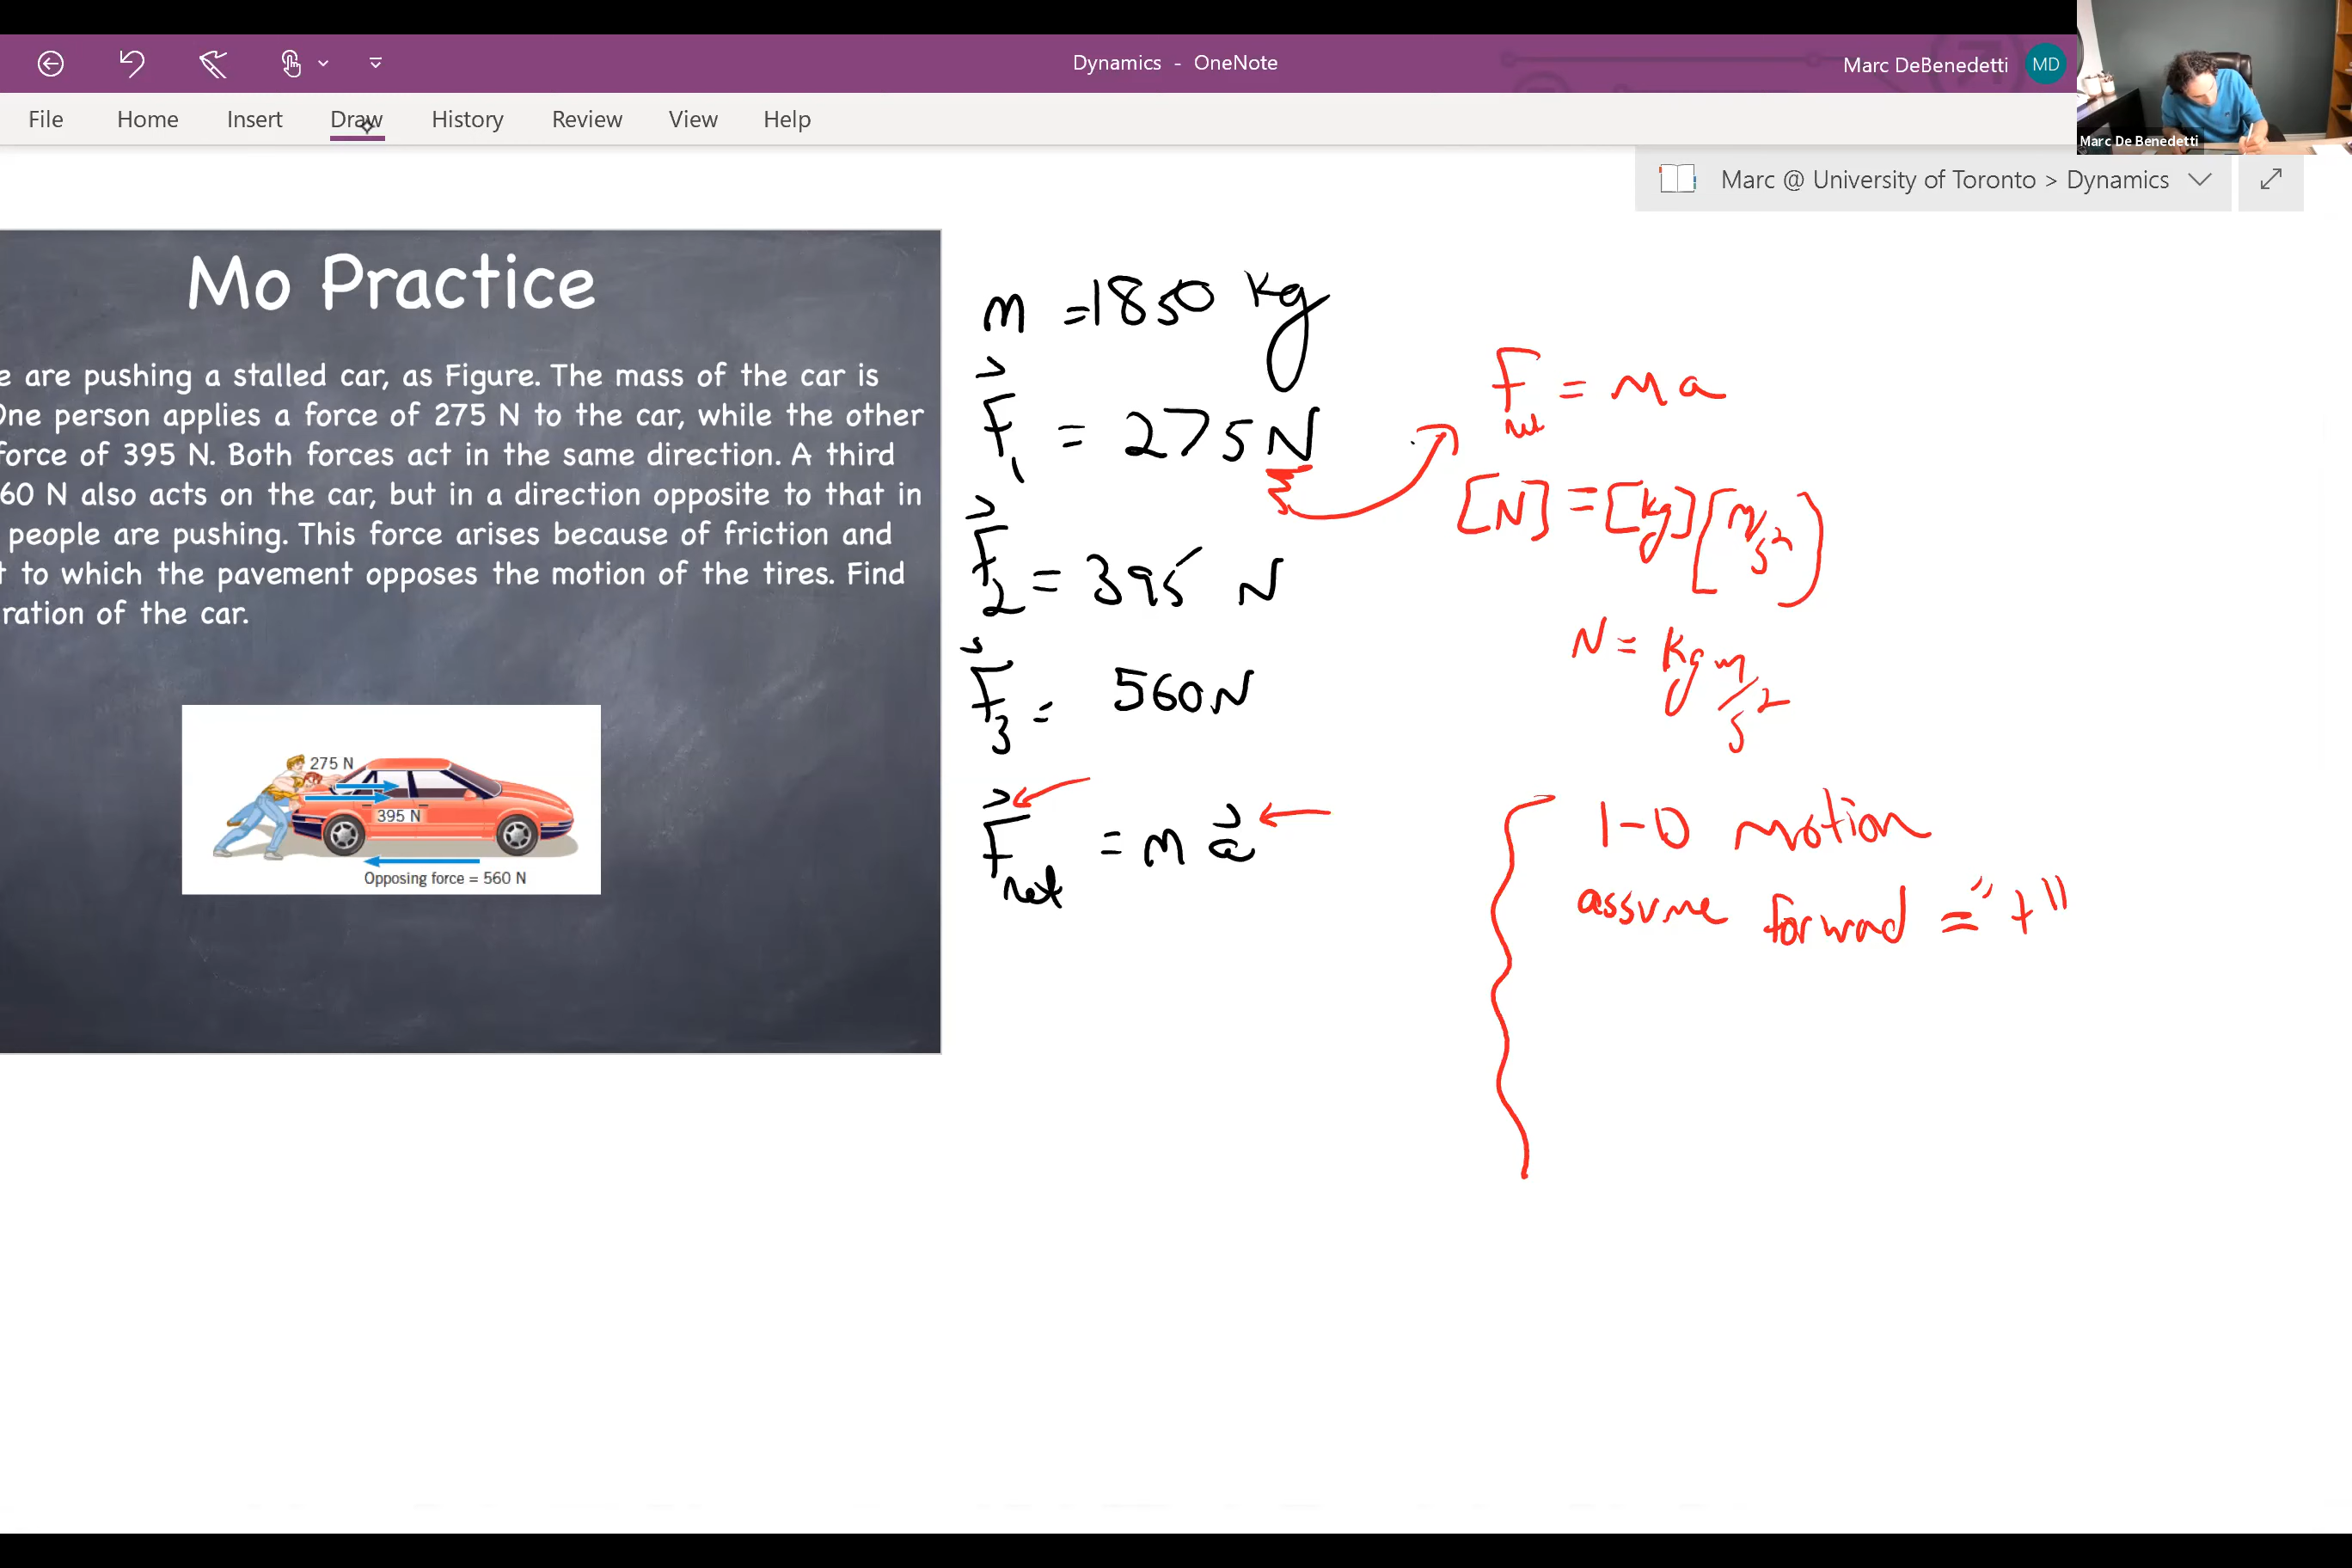 Dynamics - OneNote
Marc DeBenedetti MD
File Home Insert Draw History Review View Help
Marc De Benedetti
Marc @ University of Toronto > Dynamics
Mo Practice
e are pushing a stalled car, as Figure. The mass of the car is
One person applies a force of 275 N to the car, while the other
force of 395 N. Both forces act in the same direction. A third
60 N also acts on the car, but in a direction opposite to that in
people are pushing. This force arises because of friction and
t to which the pavement opposes the motion of the tires. Find
ration of the car.
275 N
395 N
Opposing force = 560 N
m = 1850 kg
F⃗₁ = 275 N
F⃗₂ = 395 N
F⃗₃ = 560 N
F⃗net = m a⃗
Fnet = ma
[N] = [kg][m/s²]
N = kg m/s²
1-D motion
assume forward = "+"